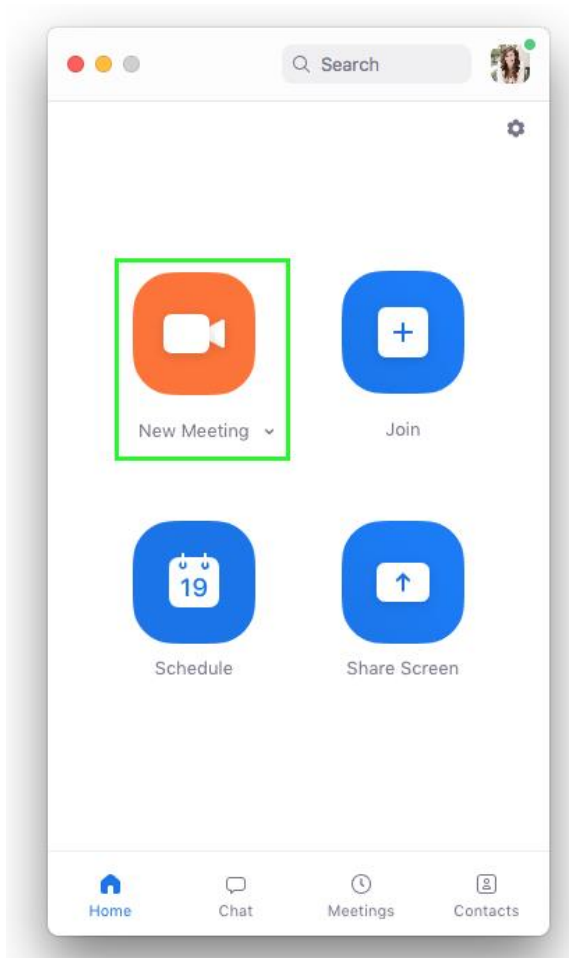 Search
New Meeting
Join
19
Schedule
Share Screen
Home
Chat
Meetings
Contacts